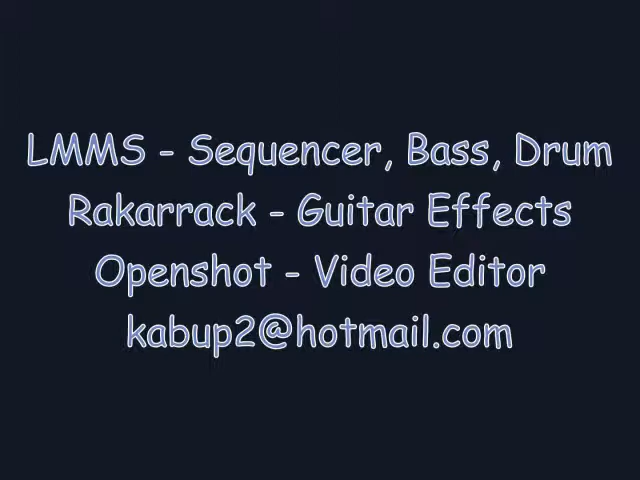 LMMS - Sequencer, Bass, Drum
Rakarrack - Guitar Effects
Openshot - Video Editor
kabup2@hotmail.com